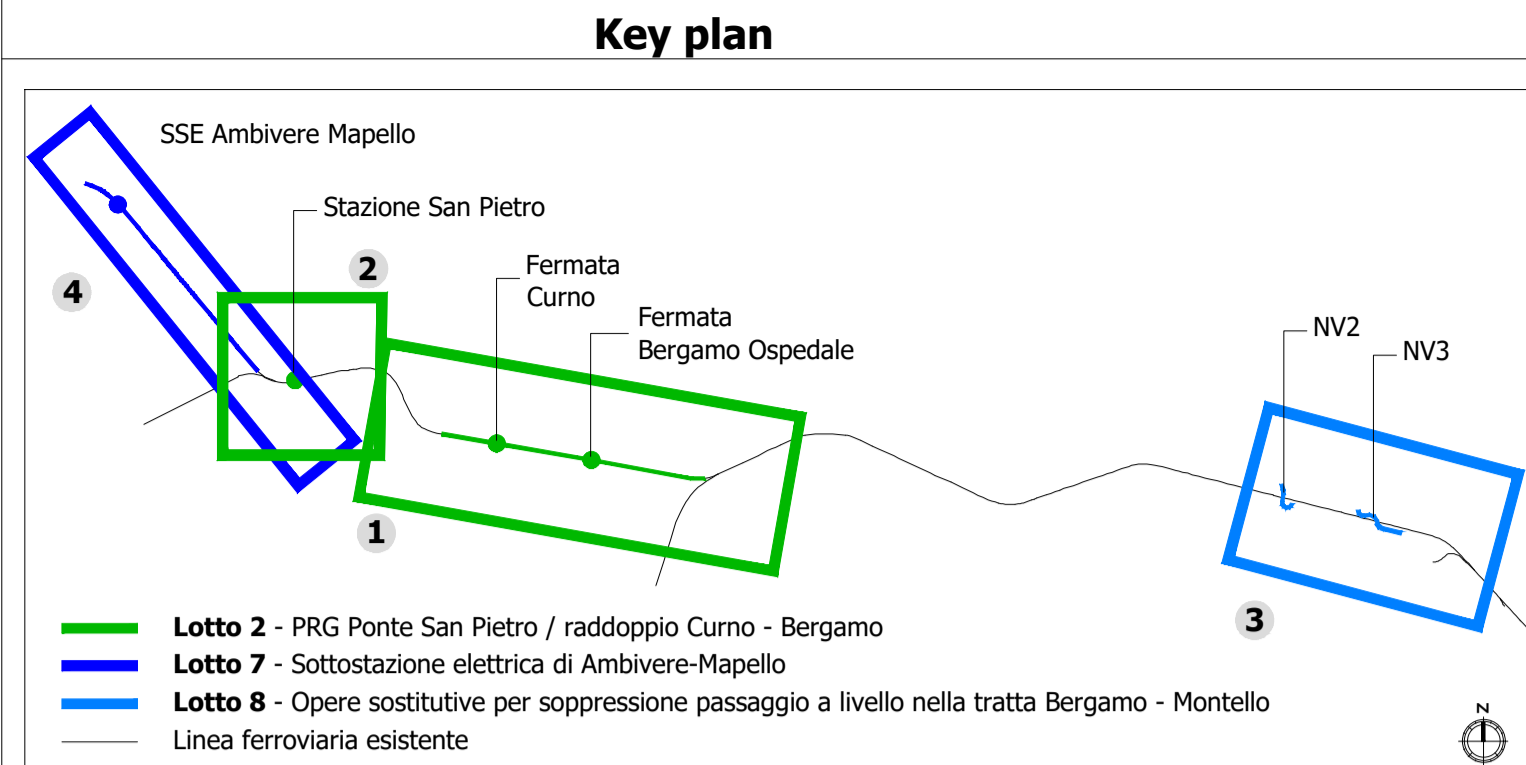 Key plan
SSE Ambivere Mapello
Stazione San Pietro
2
4
Fermata
Curno
Fermata
Bergamo Ospedale
NV2
NV3
1
3
Lotto 2 - PRG Ponte San Pietro / raddoppio Curno - Bergamo
Lotto 7 - Sottostazione elettrica di Ambivere-Mapello
Lotto 8 - Opere sostitutive per soppressione passaggio a livello nella tratta Bergamo - Montello
Linea ferroviaria esistente
N